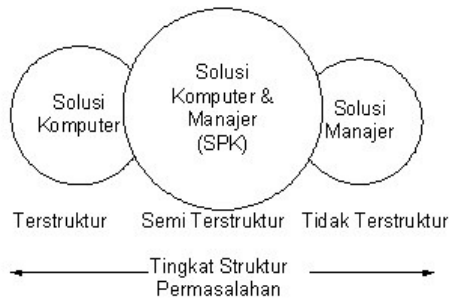 Solusi
Komputer
Solusi
Komputer &
Manajer
(SPK)
Solusi
Manajer
Terstruktur
Semi Terstruktur
Tidak Terstruktur
Tingkat Struktur
Permasalahan